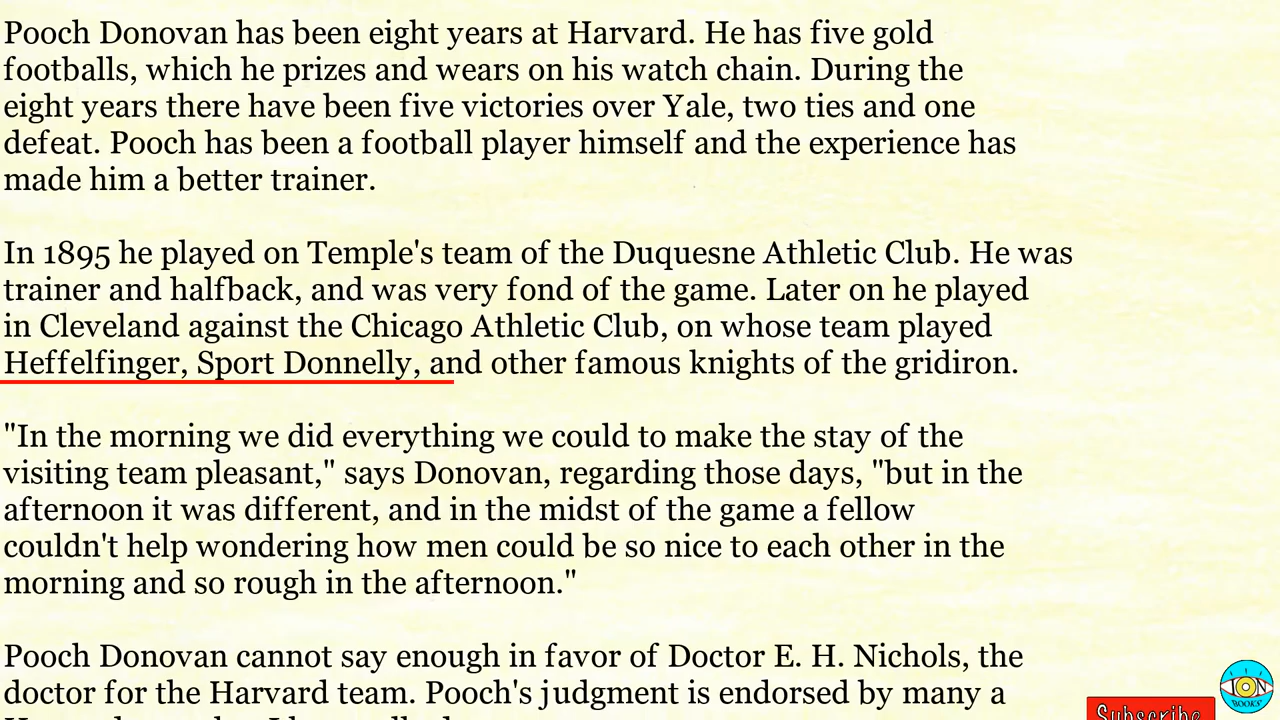 Pooch Donovan has been eight years at Harvard. He has five gold
footballs, which he prizes and wears on his watch chain. During the
eight years there have been five victories over Yale, two ties and one
defeat. Pooch has been a football player himself and the experience has
made him a better trainer.
In 1895 he played on Temple's team of the Duquesne Athletic Club. He was
trainer and halfback, and was very fond of the game. Later on he played
in Cleveland against the Chicago Athletic Club, on whose team played
Heffelfinger, Sport Donnelly, and other famous knights of the gridiron.
"In the morning we did everything we could to make the stay of the
visiting team pleasant," says Donovan, regarding those days, "but in the
afternoon it was different, and in the midst of the game a fellow
couldn't help wondering how men could be so nice to each other in the
morning and so rough in the afternoon."
Pooch Donovan cannot say enough in favor of Doctor E. H. Nichols, the
doctor for the Harvard team. Pooch's judgment is endorsed by many a
ION
BOOKS
Subscribe